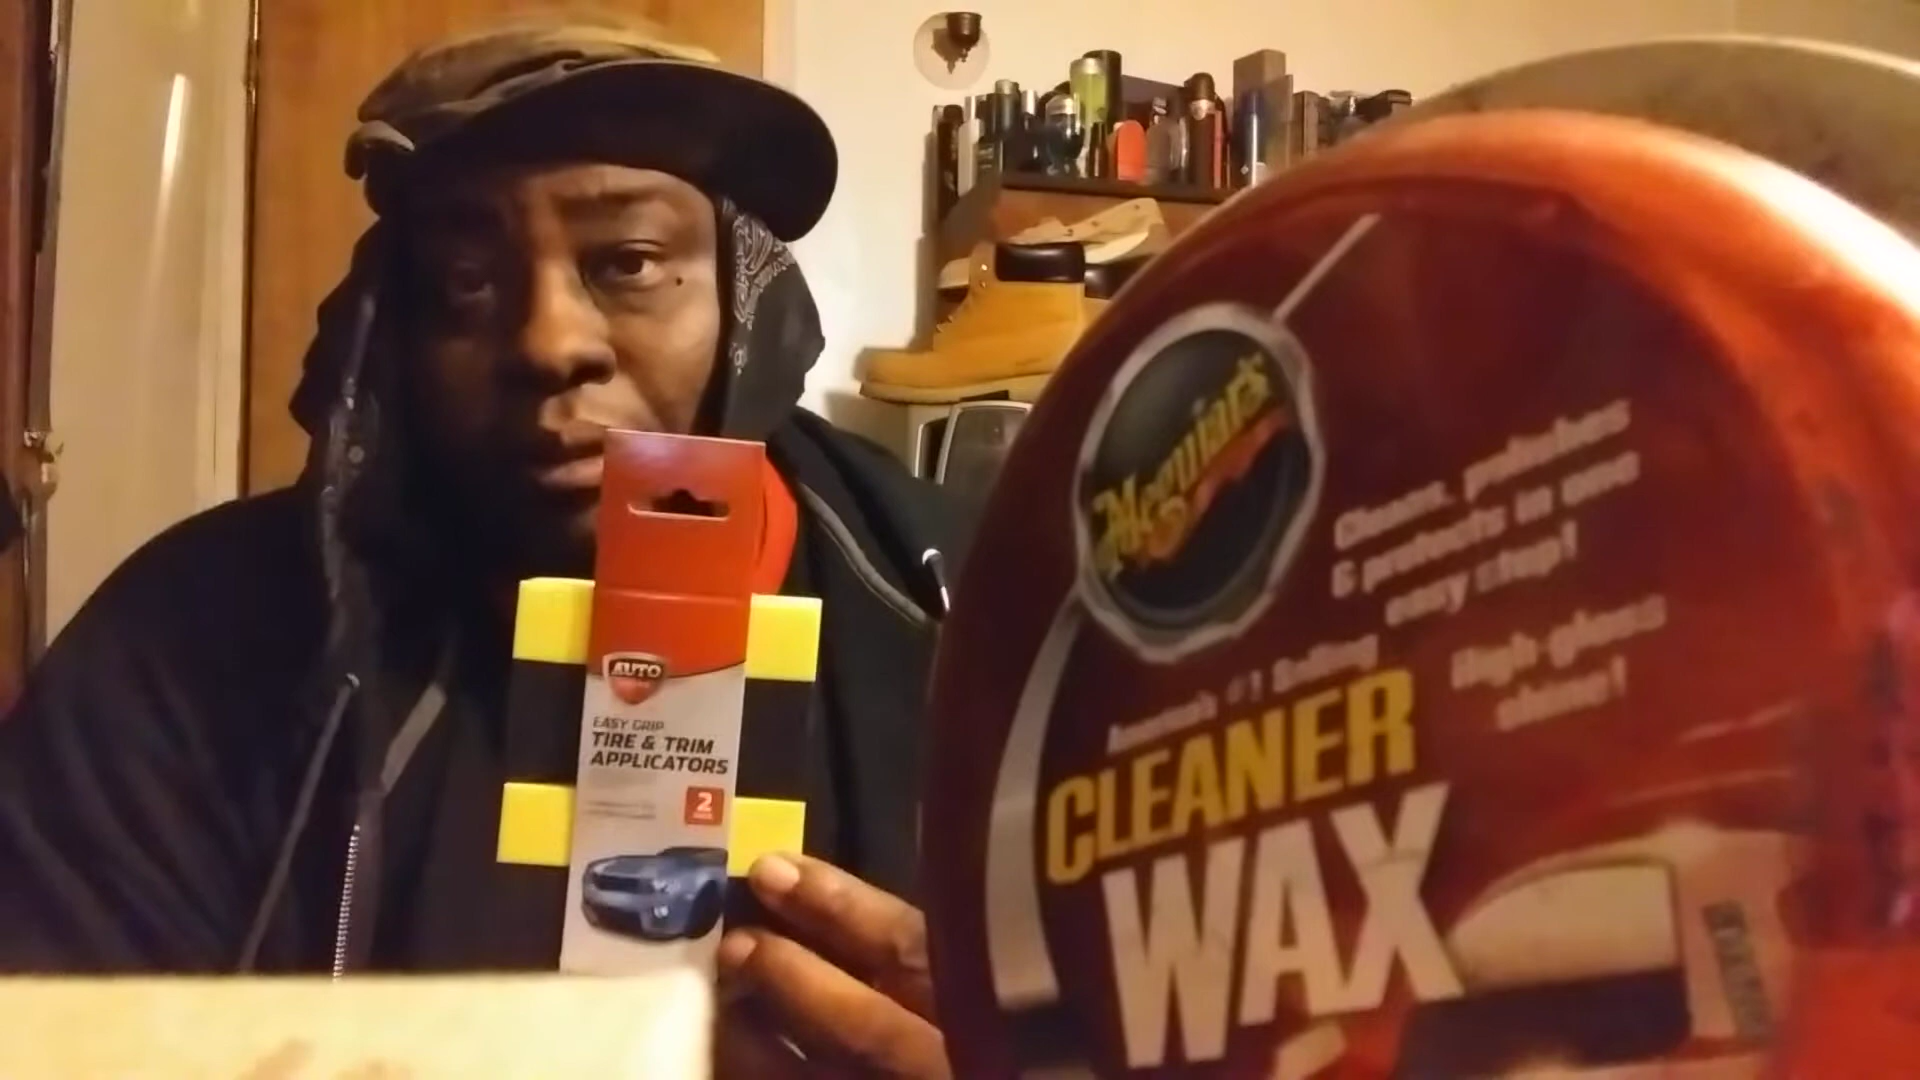 AUTO
EASY GRIP
TIRE & TRIM
APPLICATORS
2
Meguiar's
Cleans, polishes
& protects in one
easy step!
High-gloss
shine!
America's #1 Selling
CLEANER
WAX